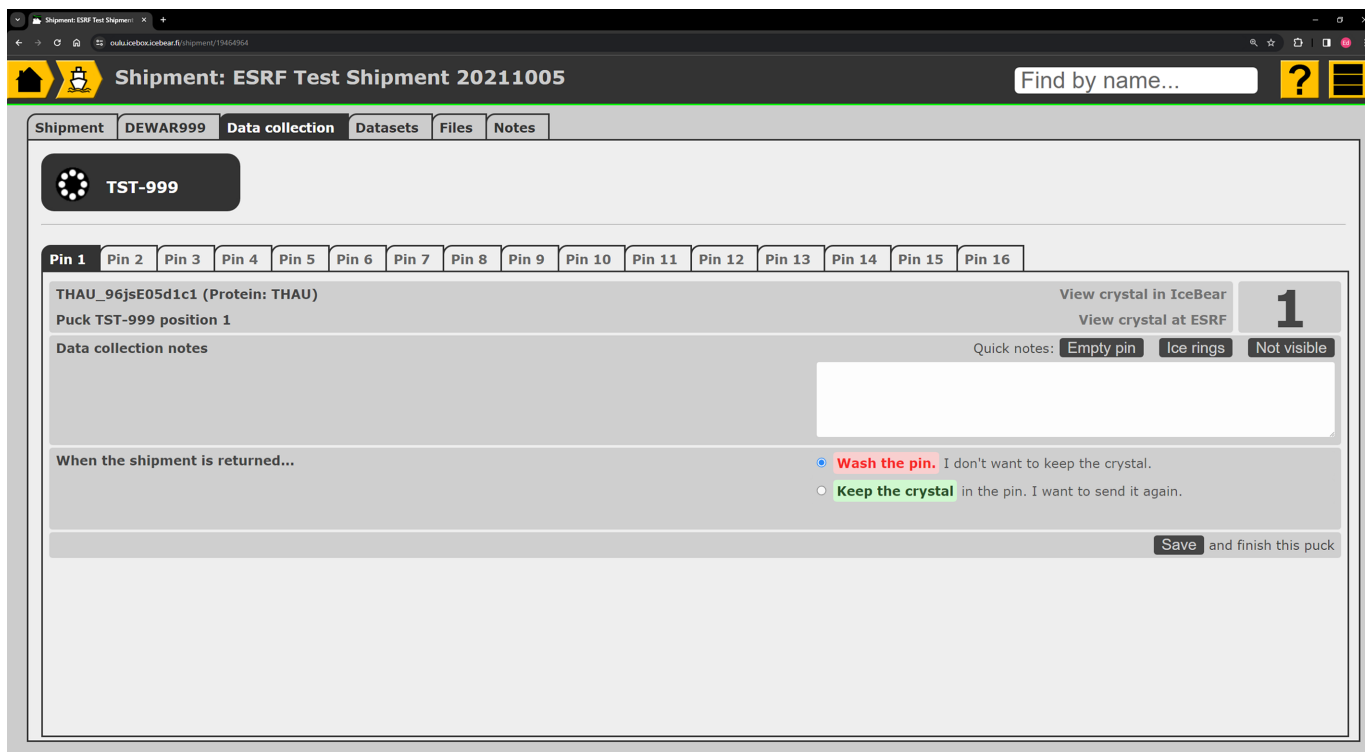 Shipment: ESRF Test Shipment
oulu.icebox.icebear.fi/shipment/19464964
Shipment: ESRF Test Shipment 20211005
Find by name...
?
Shipment DEWAR999 Data collection Datasets Files Notes
TST-999
Pin 1 Pin 2 Pin 3 Pin 4 Pin 5 Pin 6 Pin 7 Pin 8 Pin 9 Pin 10 Pin 11 Pin 12 Pin 13 Pin 14 Pin 15 Pin 16
THAU_96jsE05d1c1 (Protein: THAU) View crystal in IceBear
1
Puck TST-999 position 1 View crystal at ESRF
Data collection notes Quick notes: Empty pin Ice rings Not visible
When the shipment is returned... Wash the pin. I don't want to keep the crystal.
Keep the crystal in the pin. I want to send it again.
Save and finish this puck